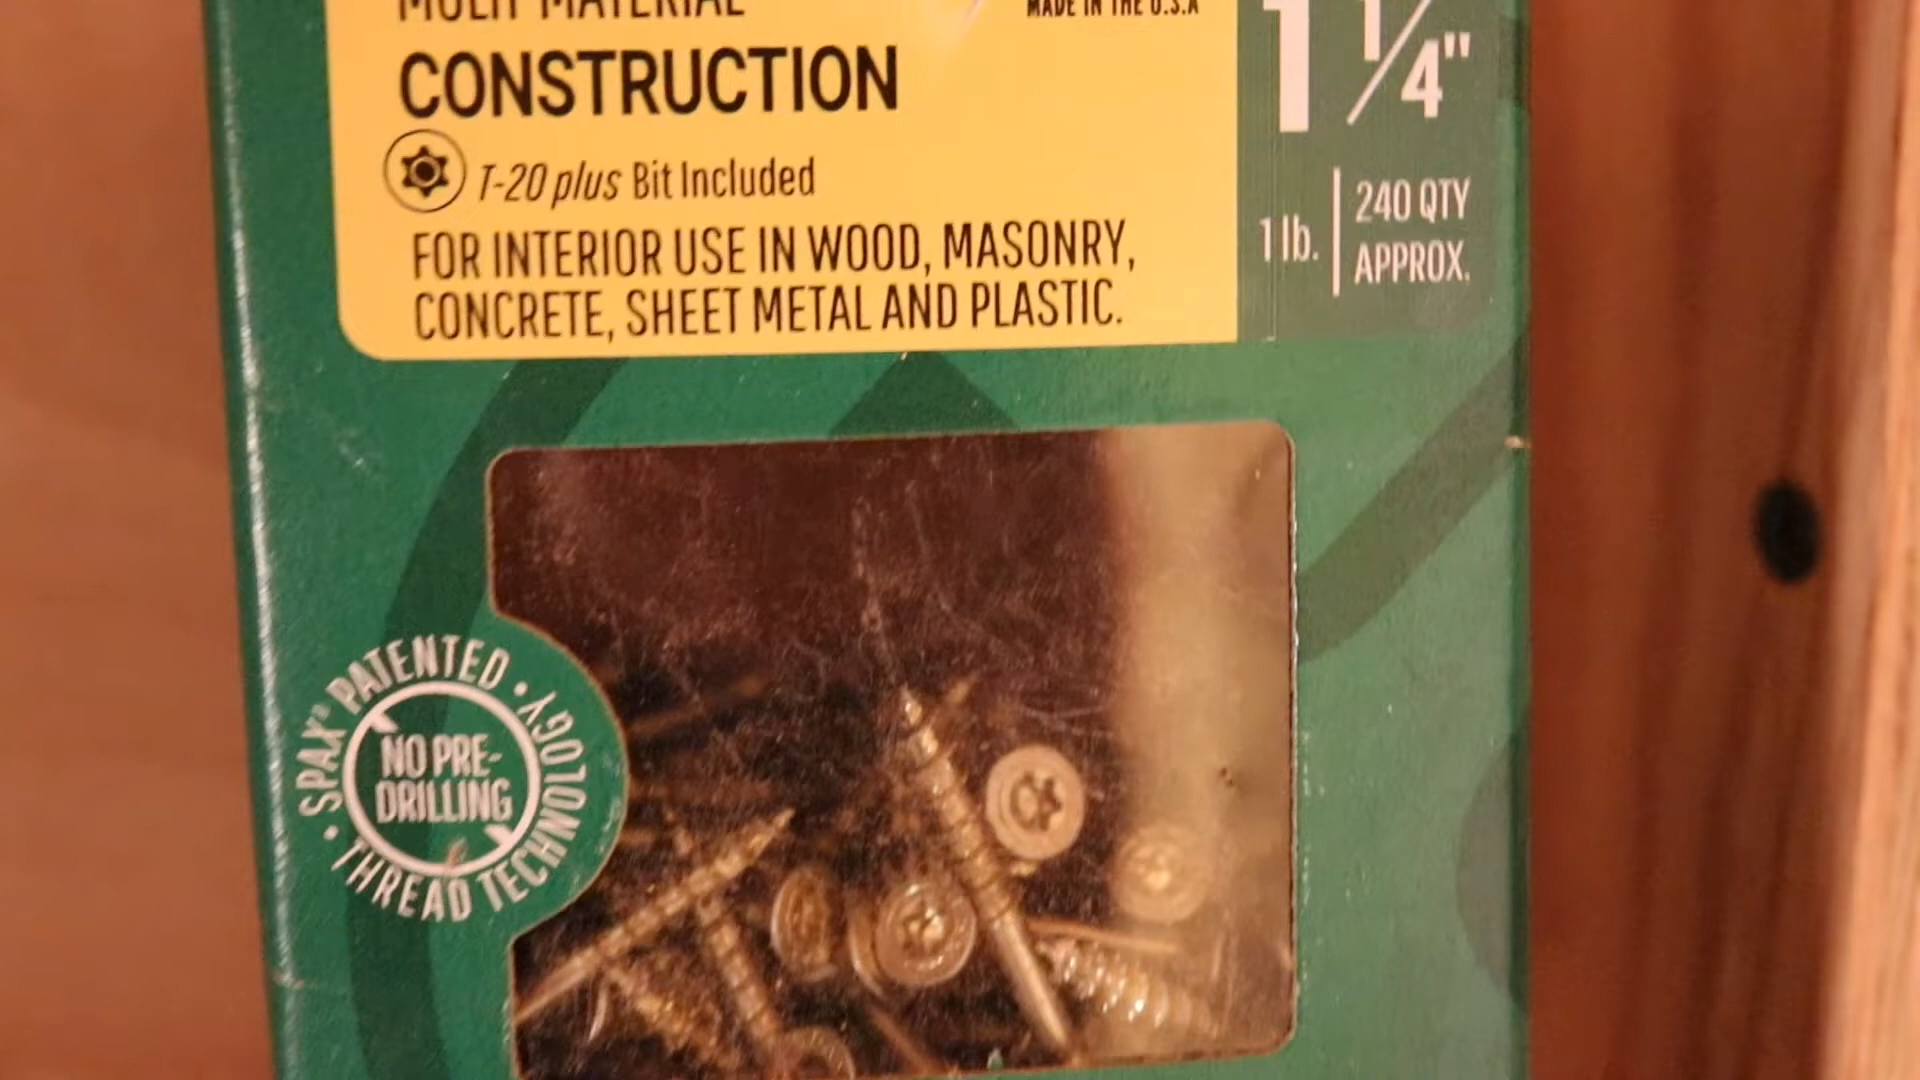 MULTI-MATERIAL
MADE IN THE U.S.A
CONSTRUCTION
T-20 plus Bit Included
FOR INTERIOR USE IN WOOD, MASONRY,
CONCRETE, SHEET METAL AND PLASTIC.
1 1/4"
1 lb.
240 QTY
APPROX.
SPAX® PATENTED • THREAD TECHNOLOGY •
NO PRE-
DRILLING